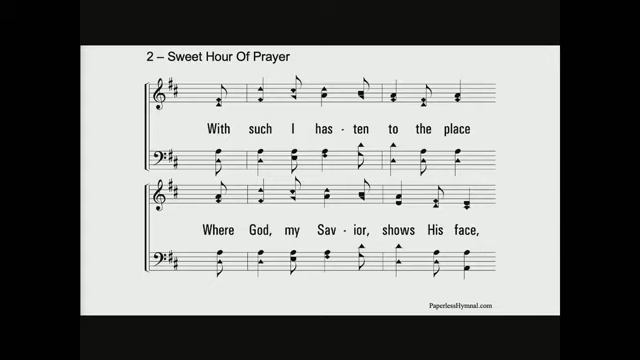 2 – Sweet Hour Of Prayer
With such I has - ten to the place
Where God, my Sav - ior, shows His face,
PaperlessHymnal.com